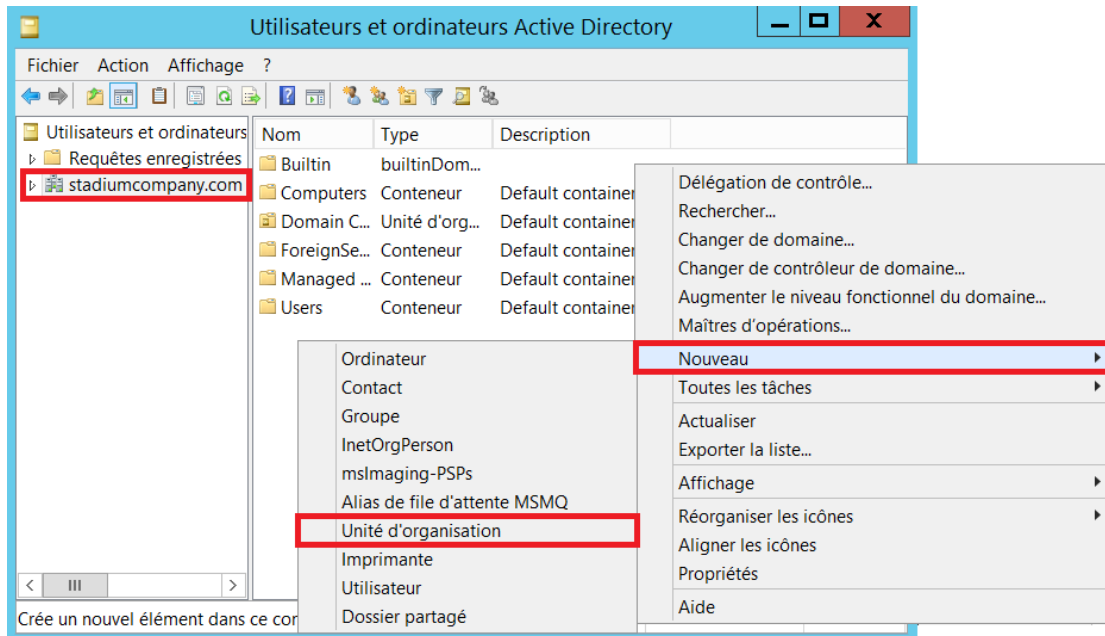 Utilisateurs et ordinateurs Active Directory
X
Fichier Action Affichage ?
Utilisateurs et ordinateurs
Requêtes enregistrées
stadiumcompany.com
Nom Type Description
Builtin builtinDom...
Computers Conteneur Default container
Domain C... Unité d'org... Default container
ForeignSe... Conteneur Default container
Managed ... Conteneur Default container
Users Conteneur Default container
Délégation de contrôle...
Rechercher...
Changer de domaine...
Changer de contrôleur de domaine...
Augmenter le niveau fonctionnel du domaine...
Maîtres d'opérations...
Nouveau
Toutes les tâches
Actualiser
Exporter la liste...
Affichage
Réorganiser les icônes
Aligner les icônes
Propriétés
Aide
Ordinateur
Contact
Groupe
InetOrgPerson
msImaging-PSPs
Alias de file d'attente MSMQ
Unité d'organisation
Imprimante
Utilisateur
Dossier partagé
Crée un nouvel élément dans ce con